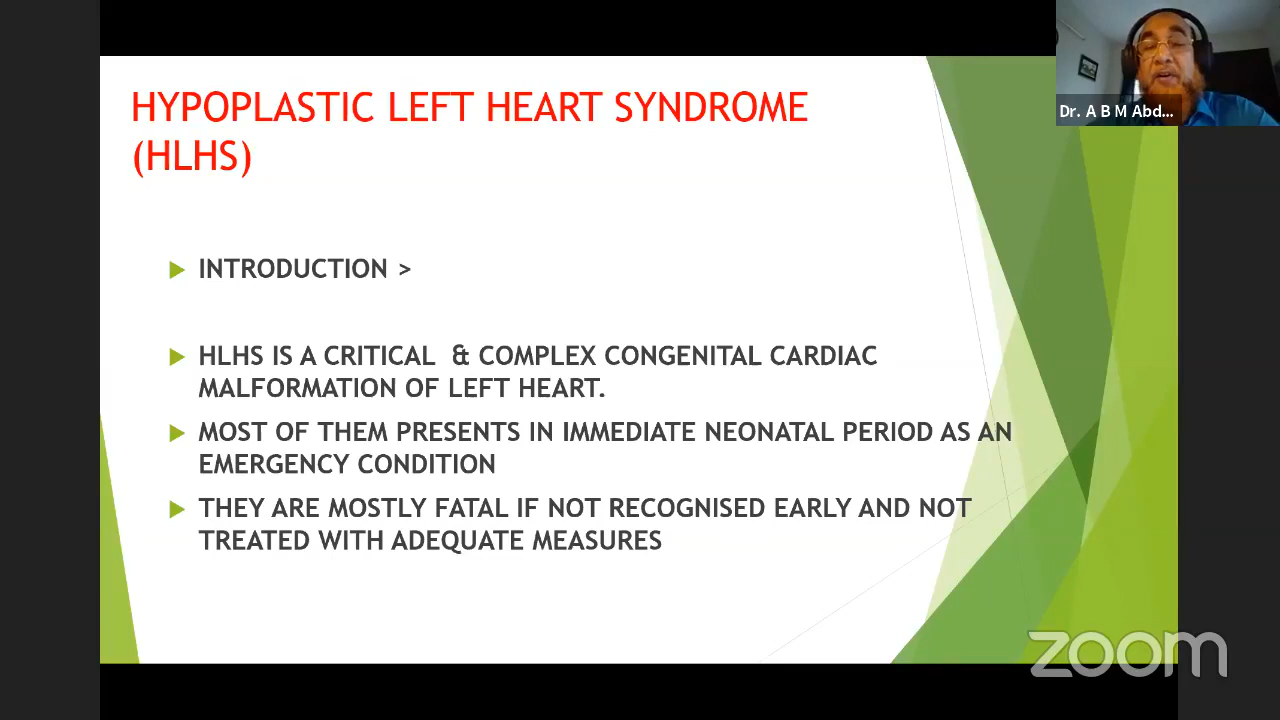 HYPOPLASTIC LEFT HEART SYNDROME
(HLHS)
INTRODUCTION >
HLHS IS A CRITICAL & COMPLEX CONGENITAL CARDIAC
MALFORMATION OF LEFT HEART.
MOST OF THEM PRESENTS IN IMMEDIATE NEONATAL PERIOD AS AN
EMERGENCY CONDITION
THEY ARE MOSTLY FATAL IF NOT RECOGNISED EARLY AND NOT
TREATED WITH ADEQUATE MEASURES
Dr. A B M Abd...
zoom